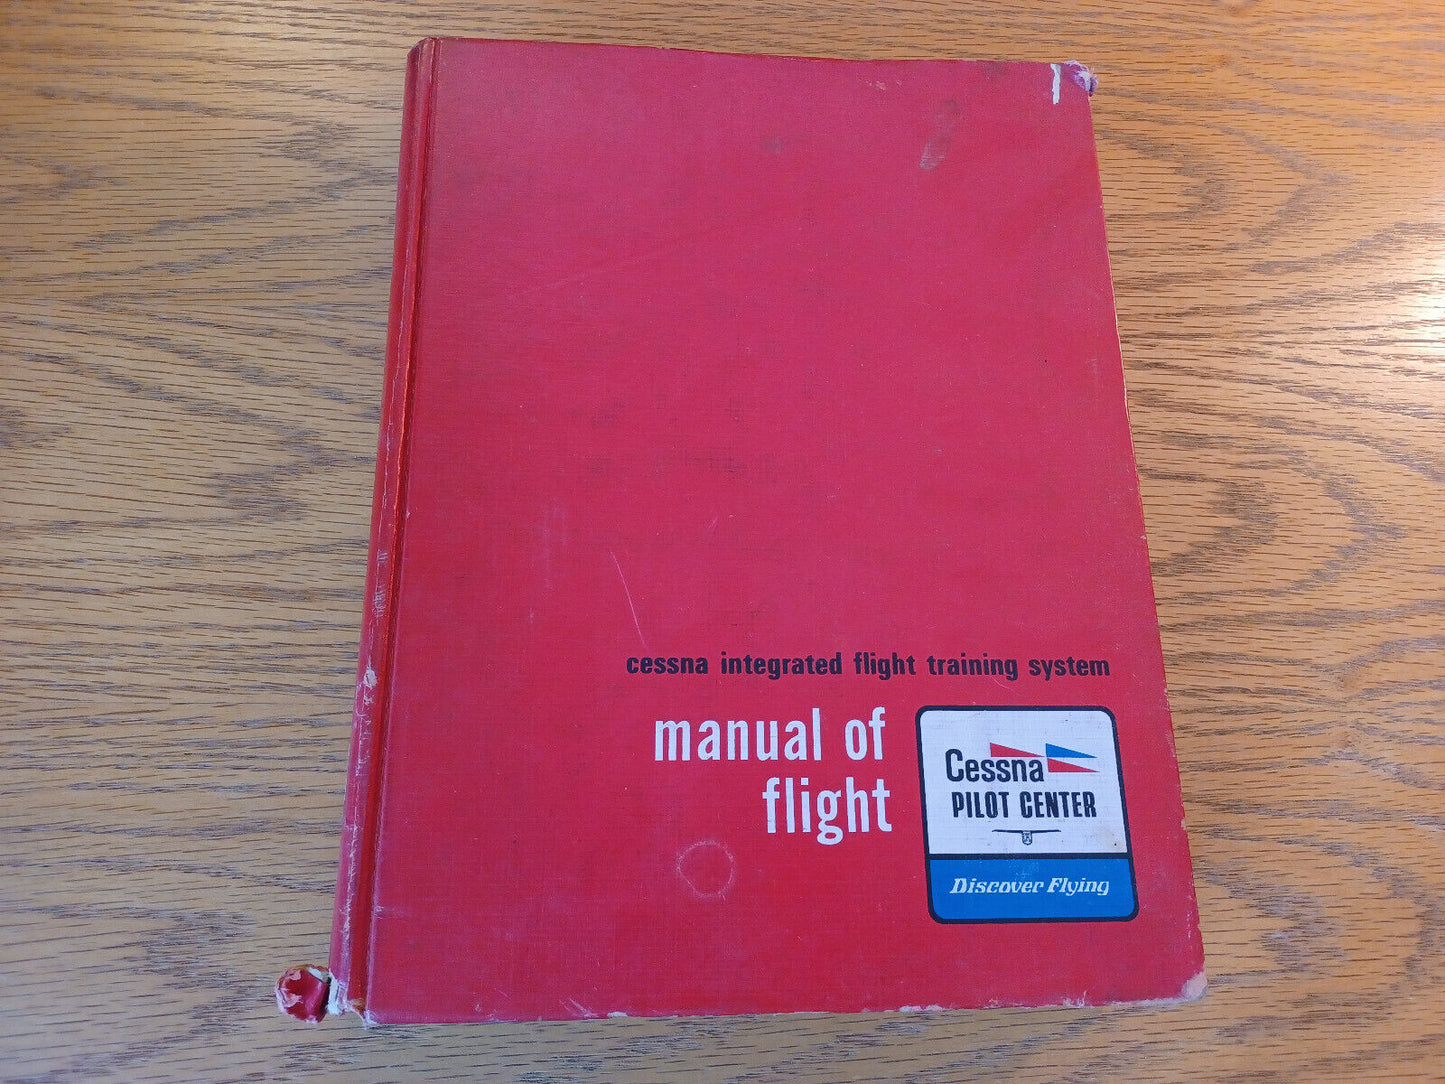 cessna integrated flight training system
manual of
flight
Cessna
PILOT CENTER
Discover Flying